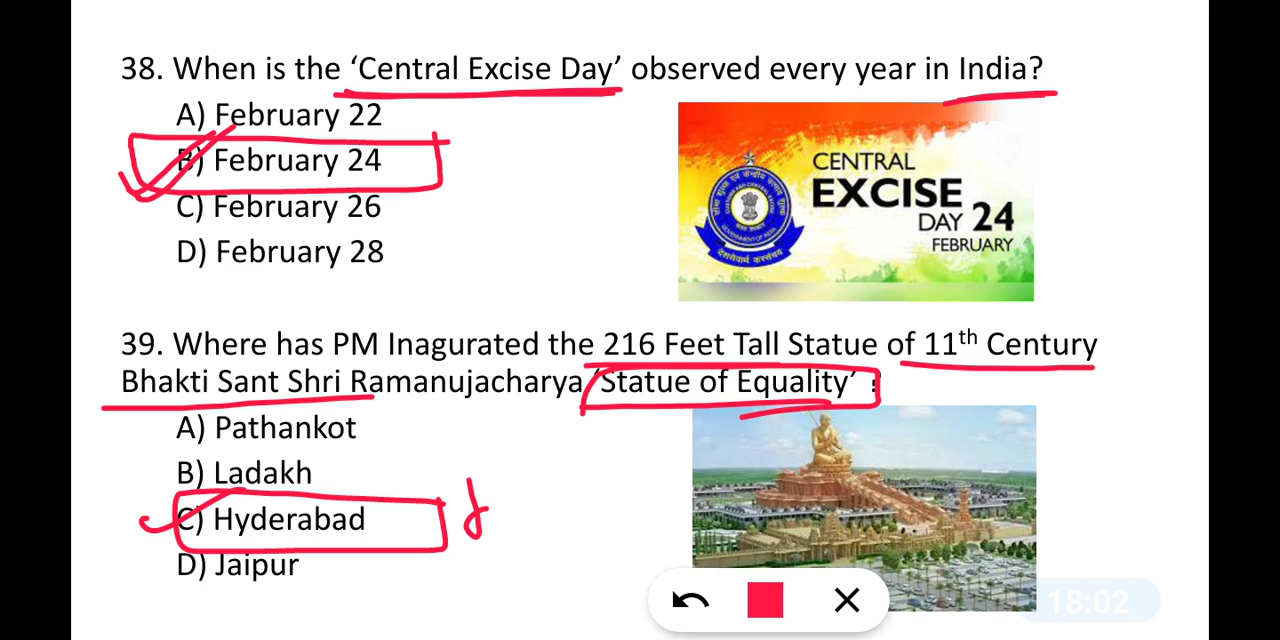 38. When is the ‘Central Excise Day’ observed every year in India?
A) February 22
B) February 24
C) February 26
D) February 28
CENTRAL
EXCISE
DAY 24
FEBRUARY
39. Where has PM Inagurated the 216 Feet Tall Statue of 11th Century
Bhakti Sant Shri Ramanujacharya ‘Statue of Equality’ ?
A) Pathankot
B) Ladakh
C) Hyderabad
D) Jaipur
18:02